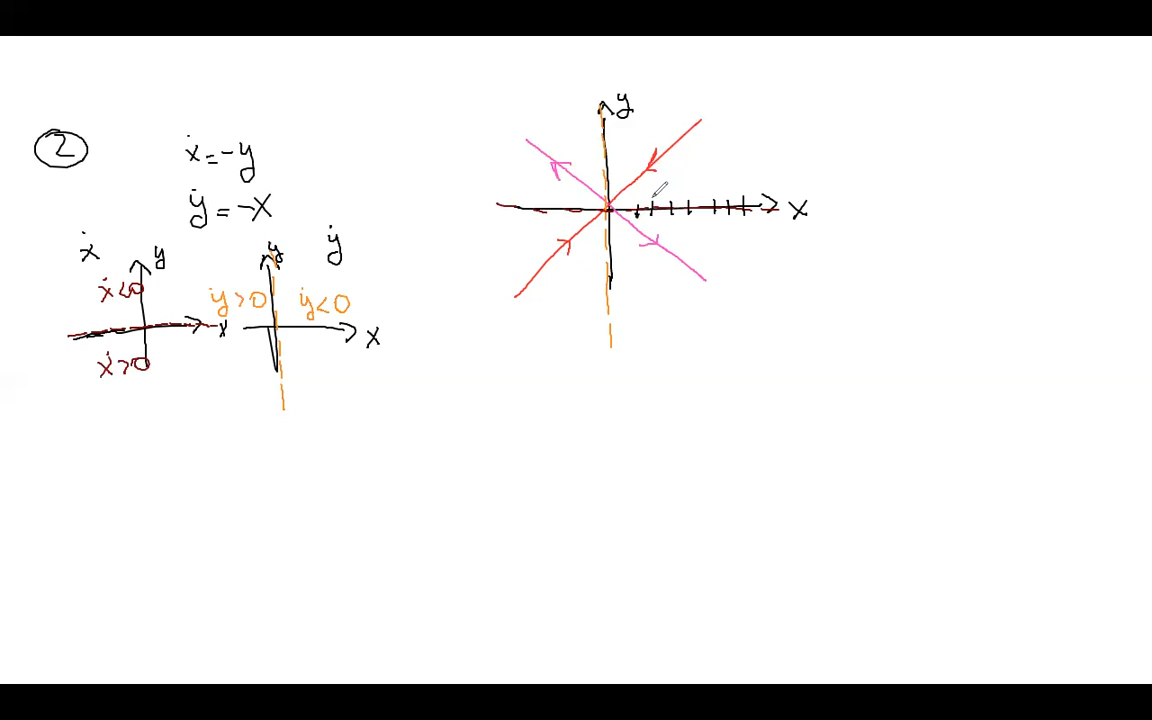 2
ẋ = -y
ẏ = -x
ẋ
y
ẋ<0
ẋ>0
x
ẏ
y
ẏ>0
ẏ<0
x
y
x